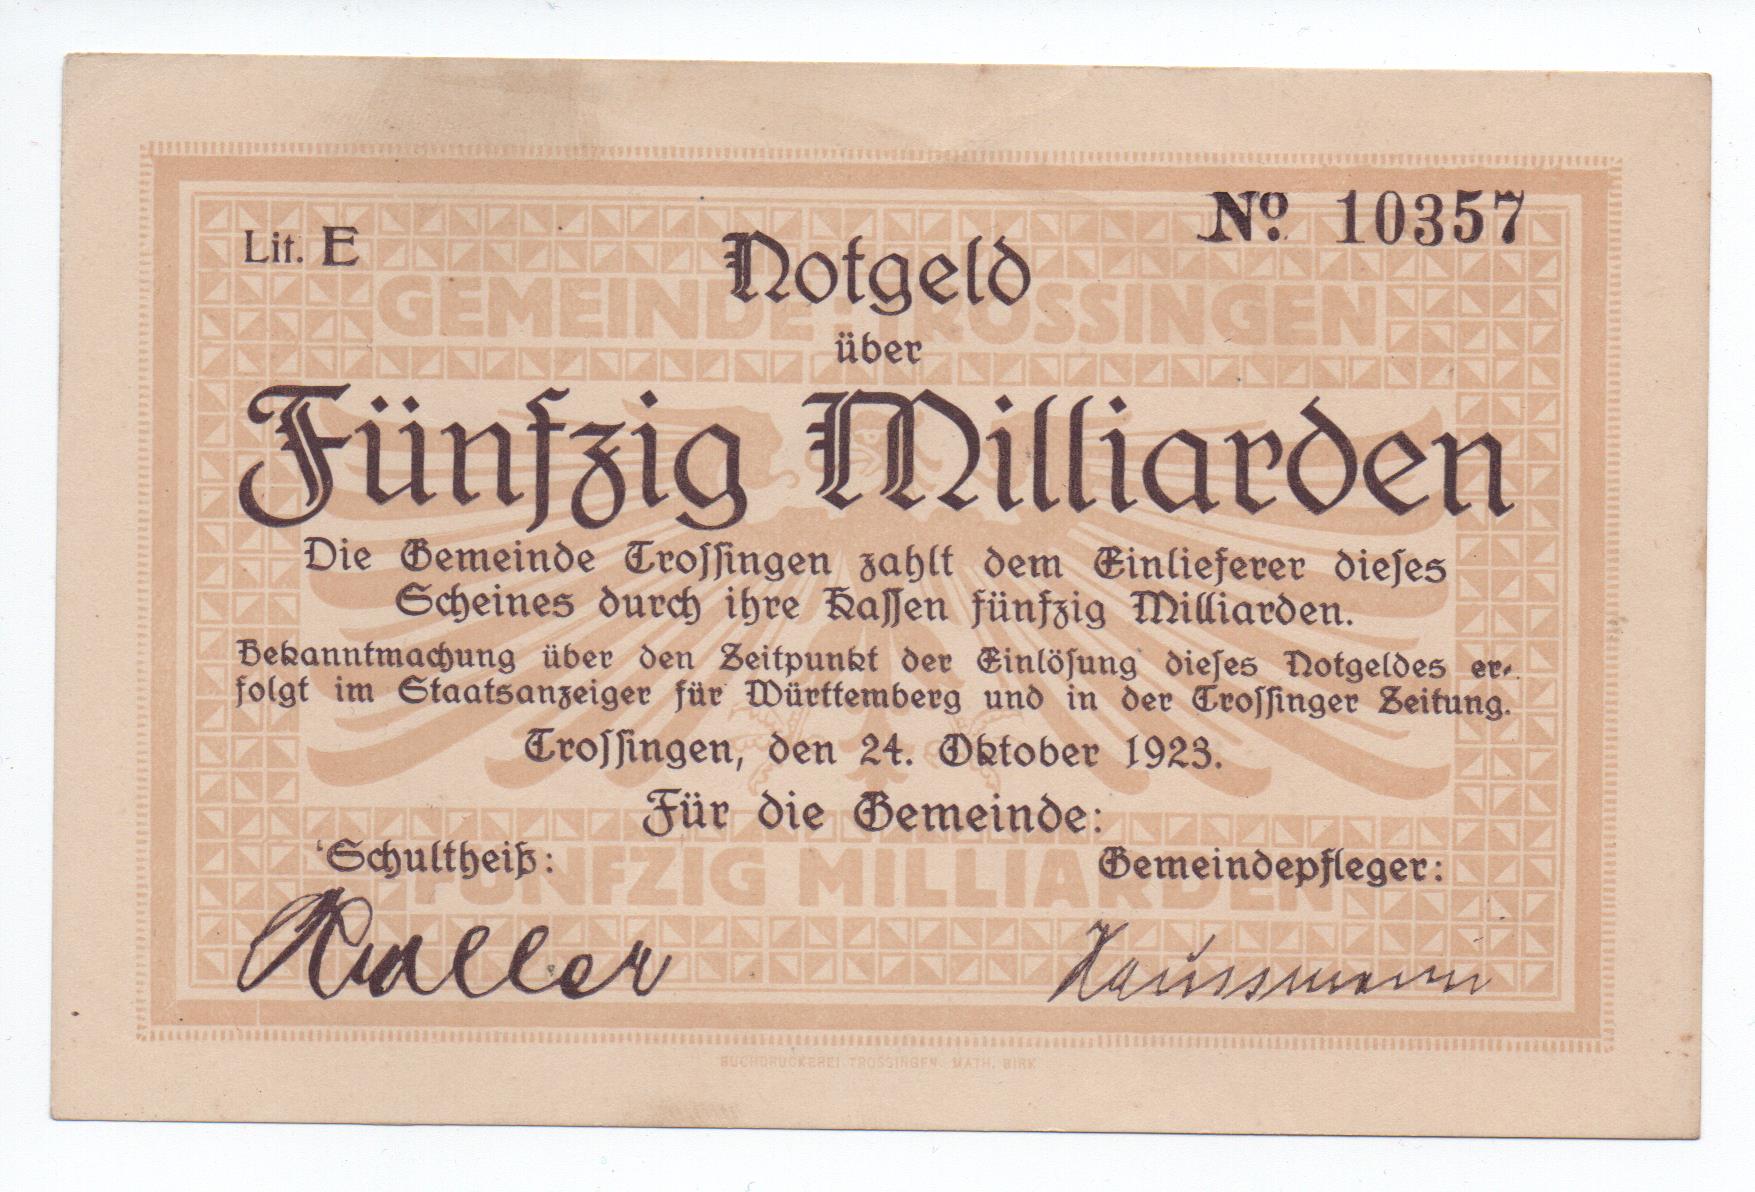 Lit. E
No. 10357
GEMEINDE TROSSINGEN
Notgeld
über
Fünfzig Milliarden
Die Gemeinde Trossingen zahlt dem Einlieferer dieses
Scheines durch ihre Kassen fünfzig Milliarden.
Bekanntmachung über den Zeitpunkt der Einlösung dieses Notgeldes er-
folgt im Staatsanzeiger für Württemberg und in der Trossinger Zeitung.
Trossingen, den 24. Oktober 1923.
Für die Gemeinde:
Schultheiß:
Gemeindepfleger:
FÜNFZIG MILLIARDEN
Haussmann
BUCHDRUCKEREI TROSSINGEN. MATH. BIRK